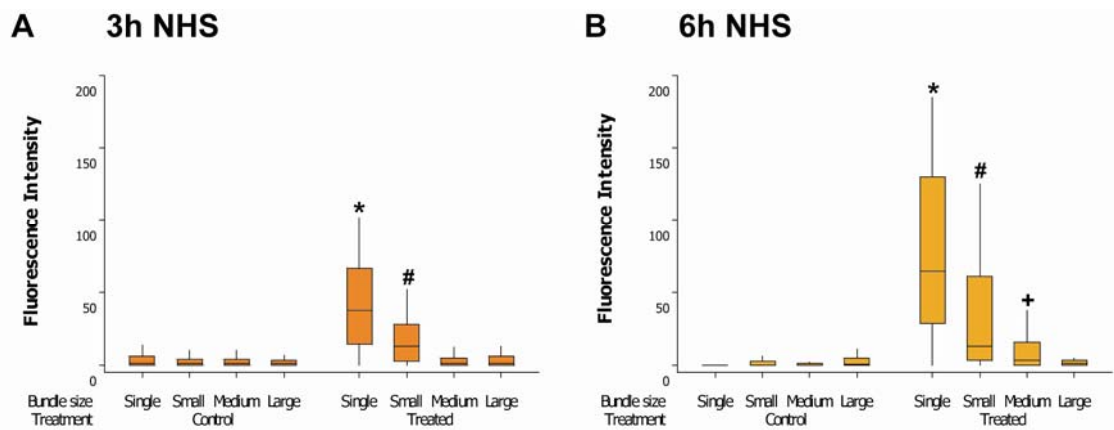 A 3h NHS
Fluorescence Intensity
200
150
100
50
0
*
#
Bundle size Single Small Medium Large Single Small Medium Large
Treatment Control Treated
B 6h NHS
Fluorescence Intensity
200
150
100
50
0
*
#
+
Bundle size Single Small Medium Large Single Small Medium Large
Treatment Control Treated